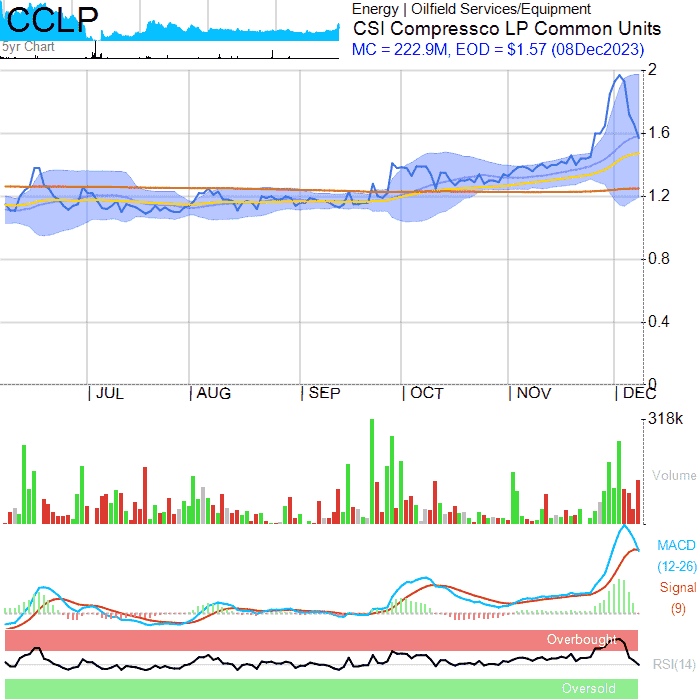 CCLP
5yr Chart
Energy | Oilfield Services/Equipment
CSI Compressco LP Common Units
MC = 222.9M, EOD = $1.57 (08Dec2023)
2
1.6
1.2
0.8
0.4
0
JUL AUG SEP OCT NOV DEC
318k
Volume
MACD
(12-26)
Signal
(9)
Overbought
RSI(14)
Oversold